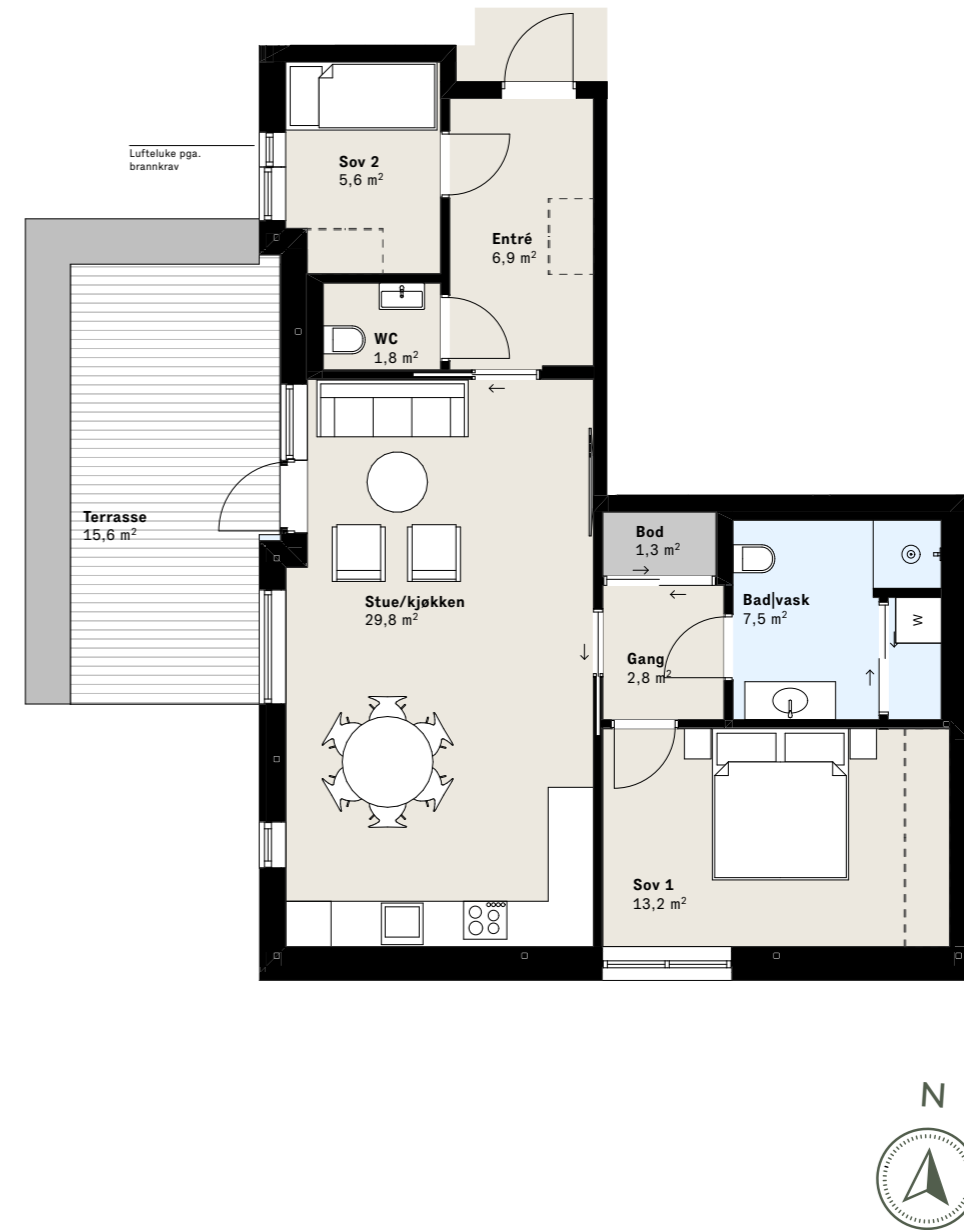 Lufteluke pga.
brannkrav
Sov 2
5,6 m²
Entré
6,9 m²
WC
1,8 m²
Terrasse
15,6 m²
Bod
1,3 m²
Stue/kjøkken
29,8 m²
Bad|vask
7,5 m²
W
Gang
2,8 m²
Sov 1
13,2 m²
N